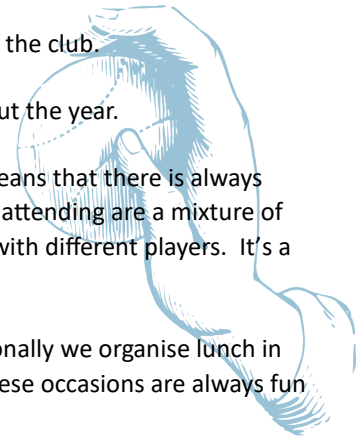 the club.
ut the year.
eans that there is always
attending are a mixture of
with different players.  It's a
onally we organise lunch in
ese occasions are always fun